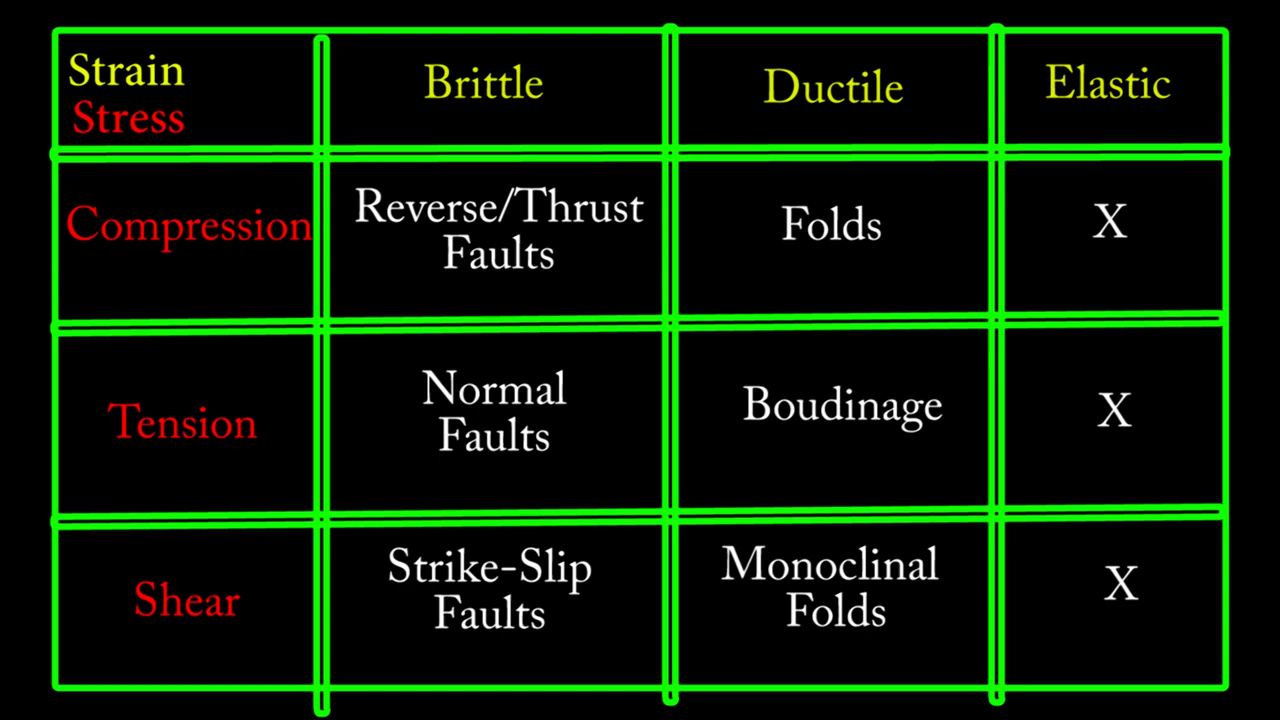 Strain
Stress
Brittle
Ductile
Elastic
Compression
Reverse/Thrust
Faults
Folds
X
Tension
Normal
Faults
Boudinage
X
Shear
Strike-Slip
Faults
Monoclinal
Folds
X